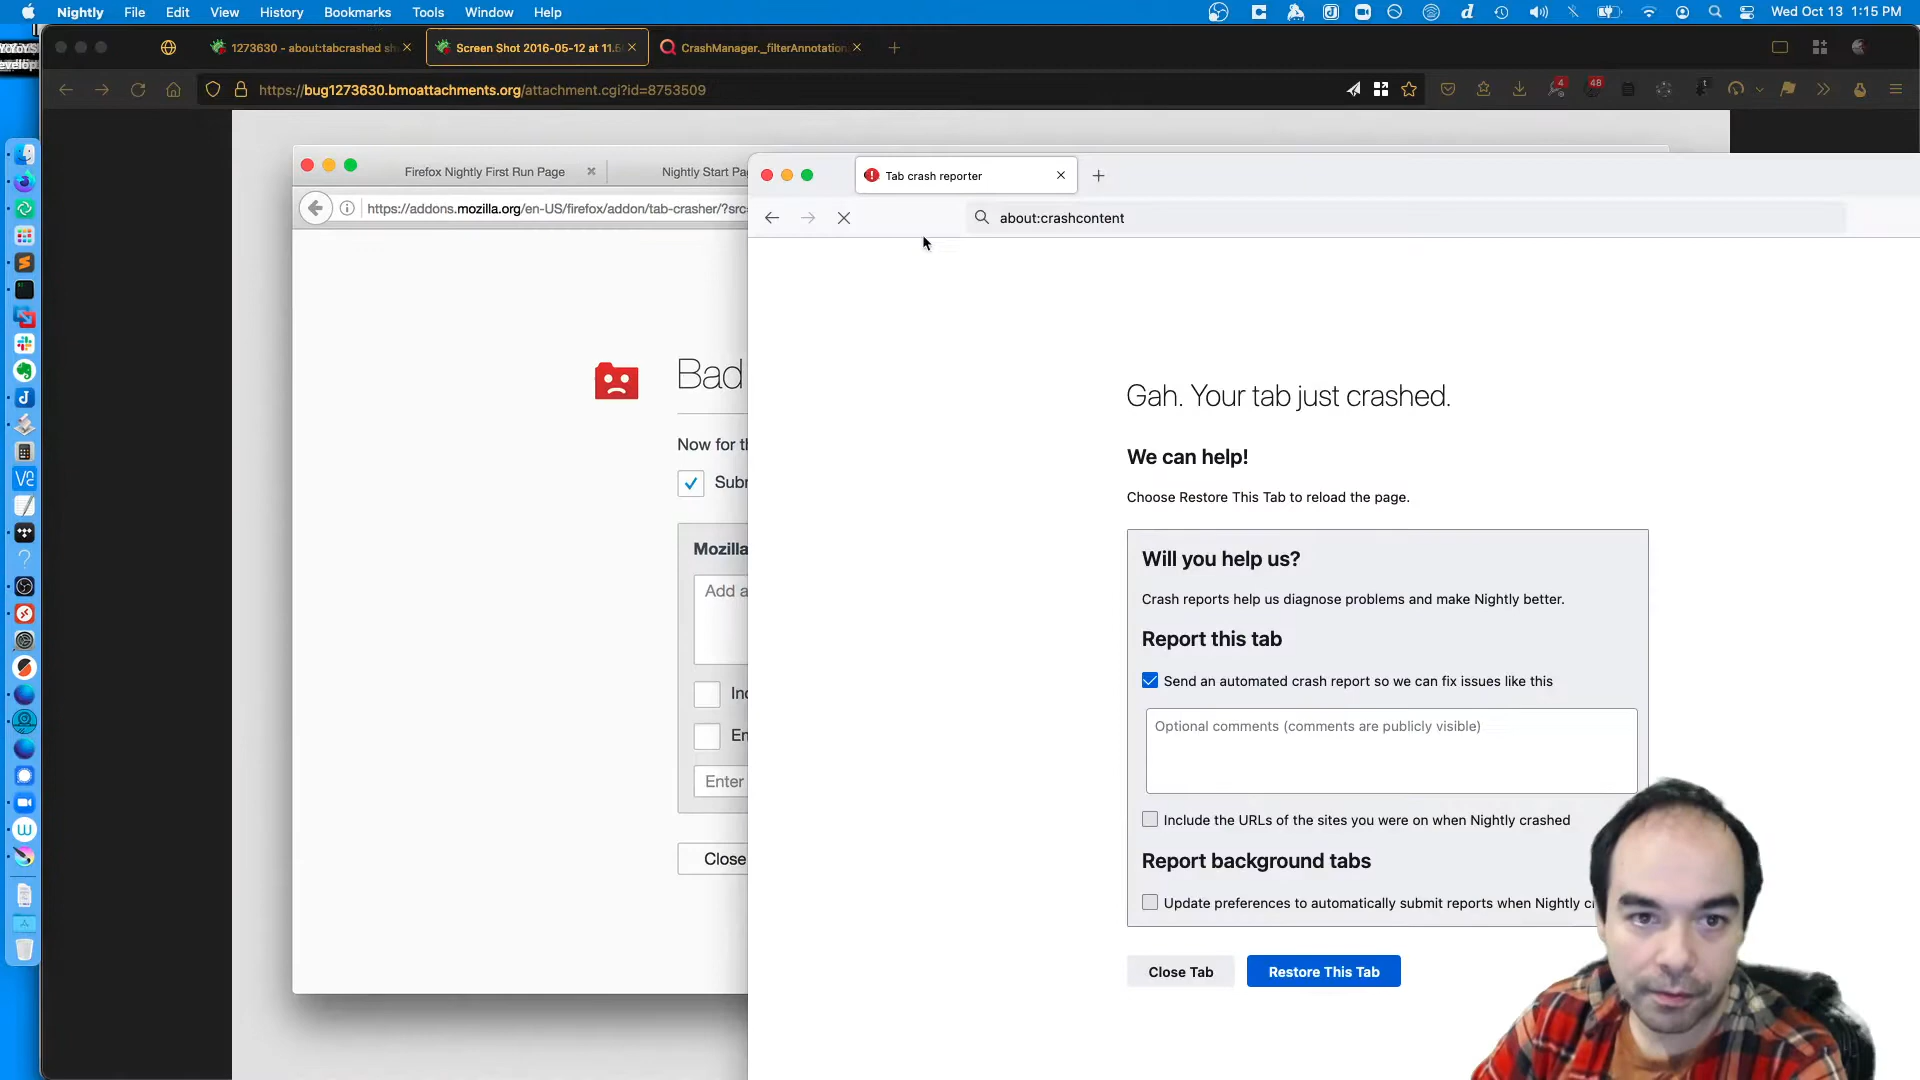 Nightly File Edit View History Bookmarks Tools Window Help Wed Oct 13 1:15 PM
1273630 - about:tabcrashed sh
Screen Shot 2016-05-12 at 11.5
CrashManager._filterAnnotation
https://bug1273630.bmoattachments.org/attachment.cgi?id=8753509
4
48
Firefox Nightly First Run Page
Nightly Start Pa
https://addons.mozilla.org/en-US/firefox/addon/tab-crasher/?src=
Bad
Now for th
Subm
Mozilla
Add a
Inc
Em
Enter
Close
Tab crash reporter
about:crashcontent
Gah. Your tab just crashed.
We can help!
Choose Restore This Tab to reload the page.
Will you help us?
Crash reports help us diagnose problems and make Nightly better.
Report this tab
Send an automated crash report so we can fix issues like this
Optional comments (comments are publicly visible)
Include the URLs of the sites you were on when Nightly crashed
Report background tabs
Update preferences to automatically submit reports when Nightly c
Close Tab
Restore This Tab